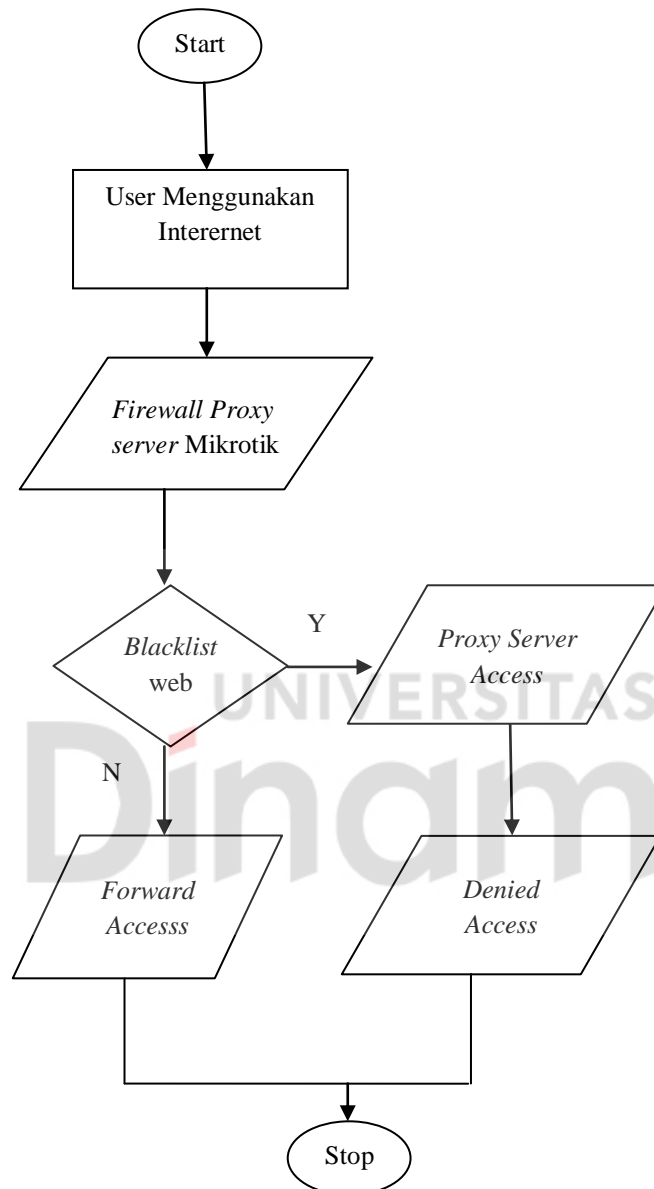 Start
User Menggunakan
Interernet
Firewall Proxy
server Mikrotik
Blacklist
web
Y
Proxy Server
Access
UNIVERSITAS
Dinam
N
Forward
Accesss
Denied
Access
Stop